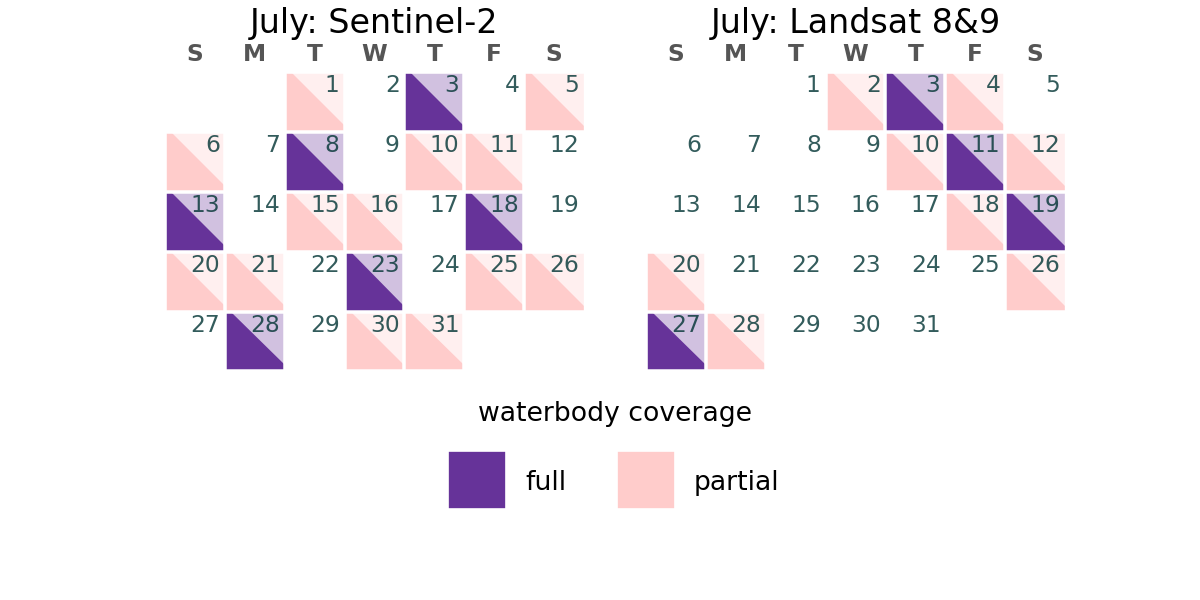 July: Sentinel-2
S M T W T F S
1 2 3 4 5
6 7 8 9 10 11 12
13 14 15 16 17 18 19
20 21 22 23 24 25 26
27 28 29 30 31
July: Landsat 8&9
S M T W T F S
1 2 3 4 5
6 7 8 9 10 11 12
13 14 15 16 17 18 19
20 21 22 23 24 25 26
27 28 29 30 31
waterbody coverage
full partial